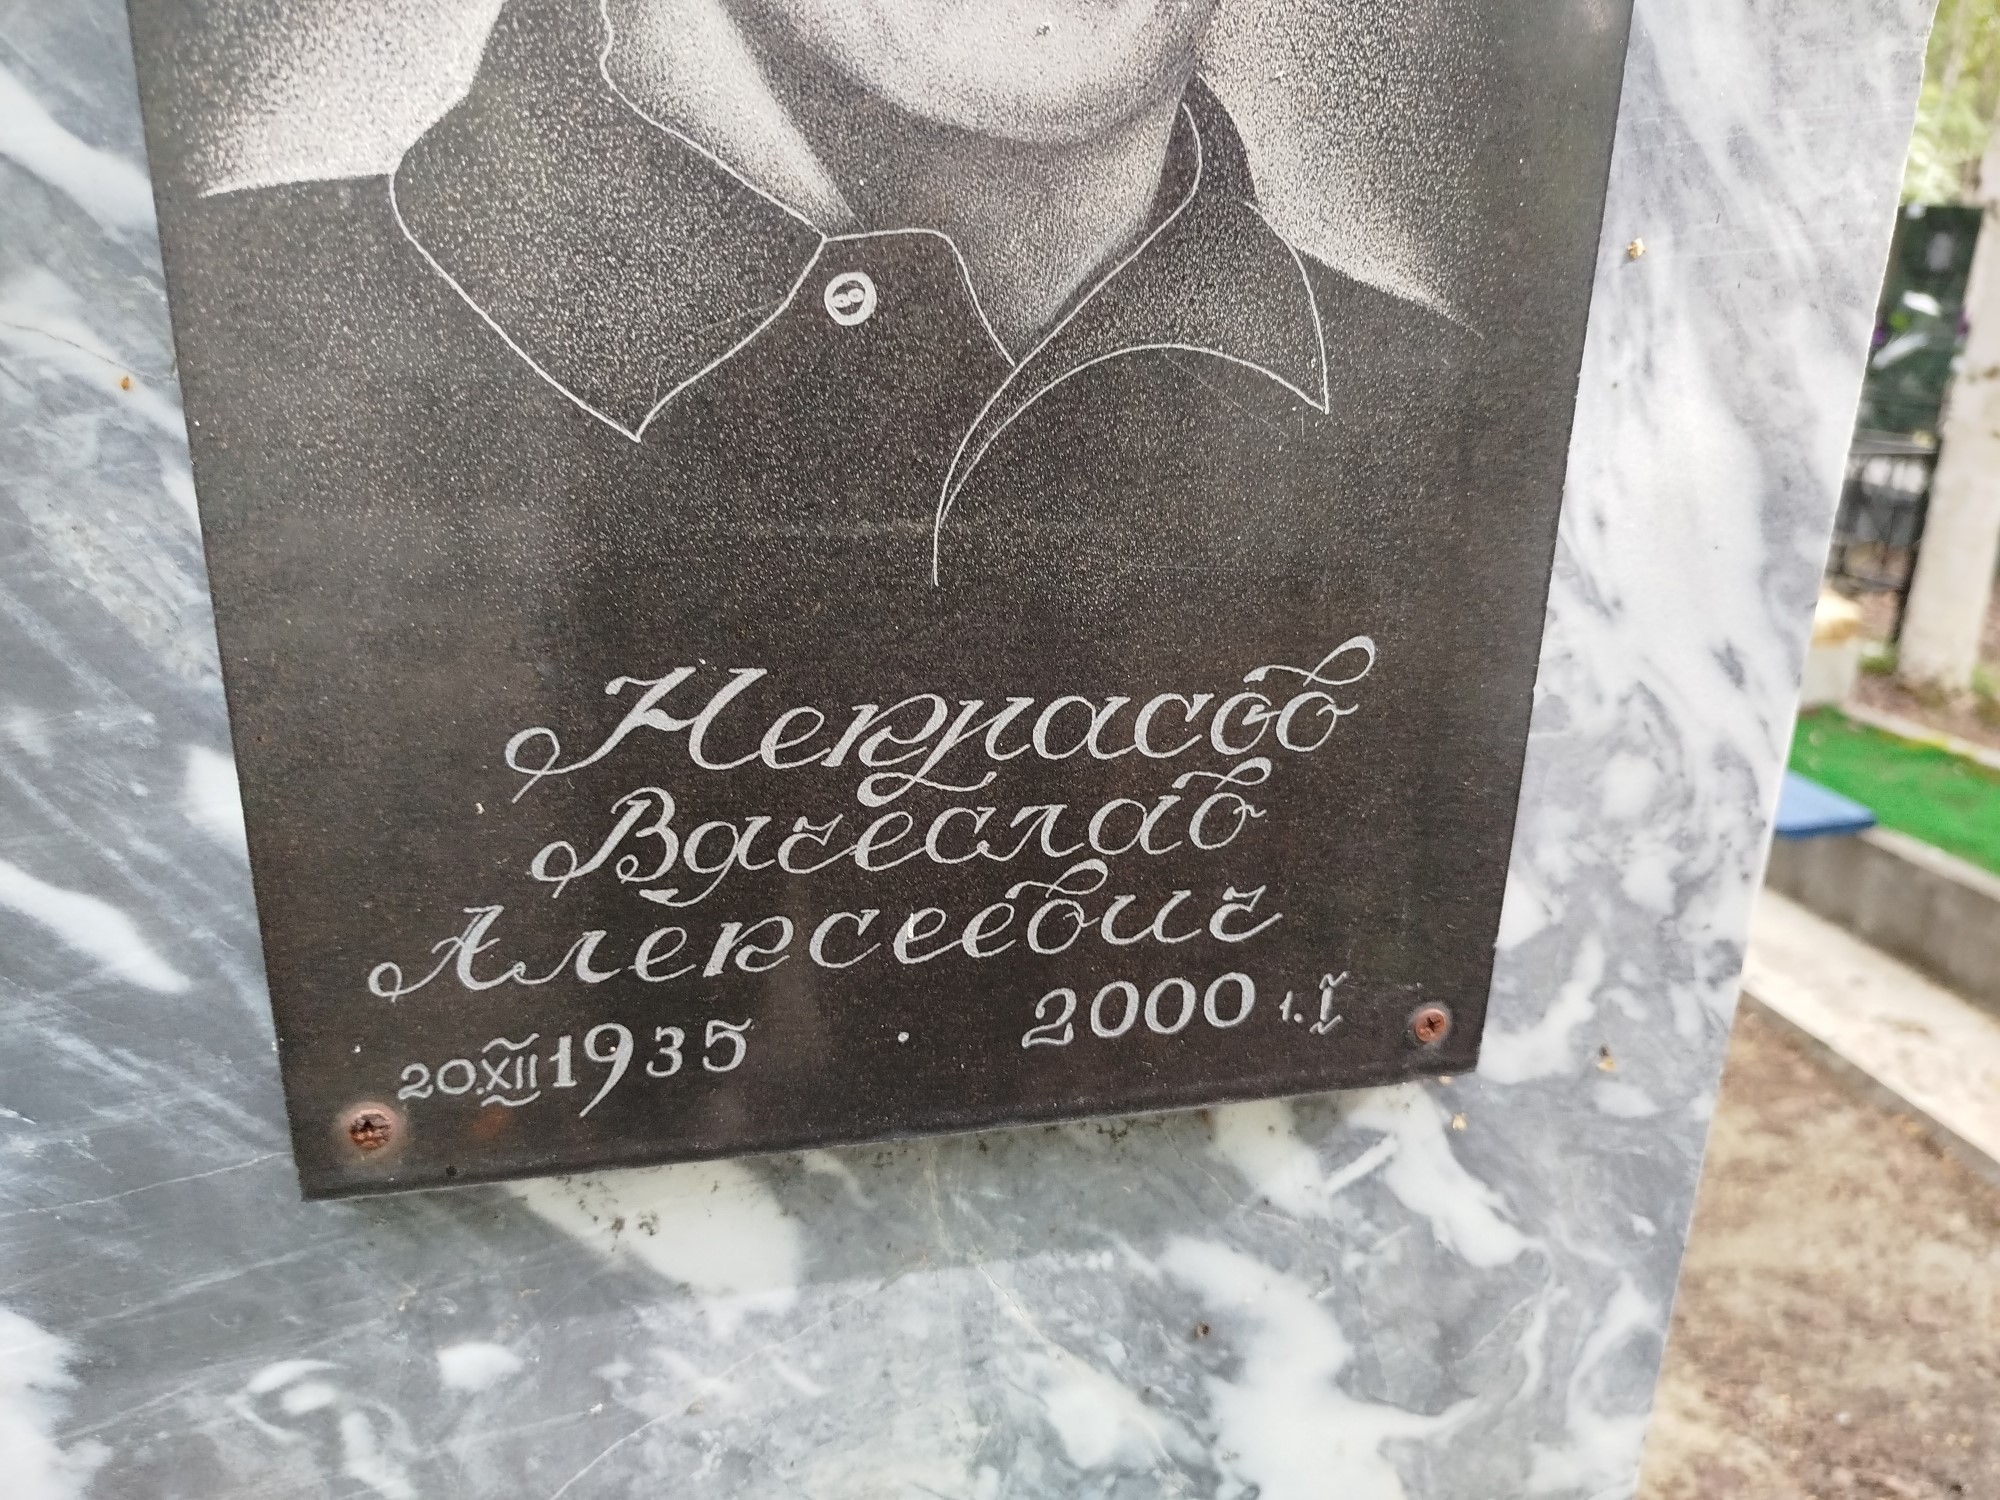 Некрасов
Вячеслав
Алексеевич
20.XII 1935 2000 1.I